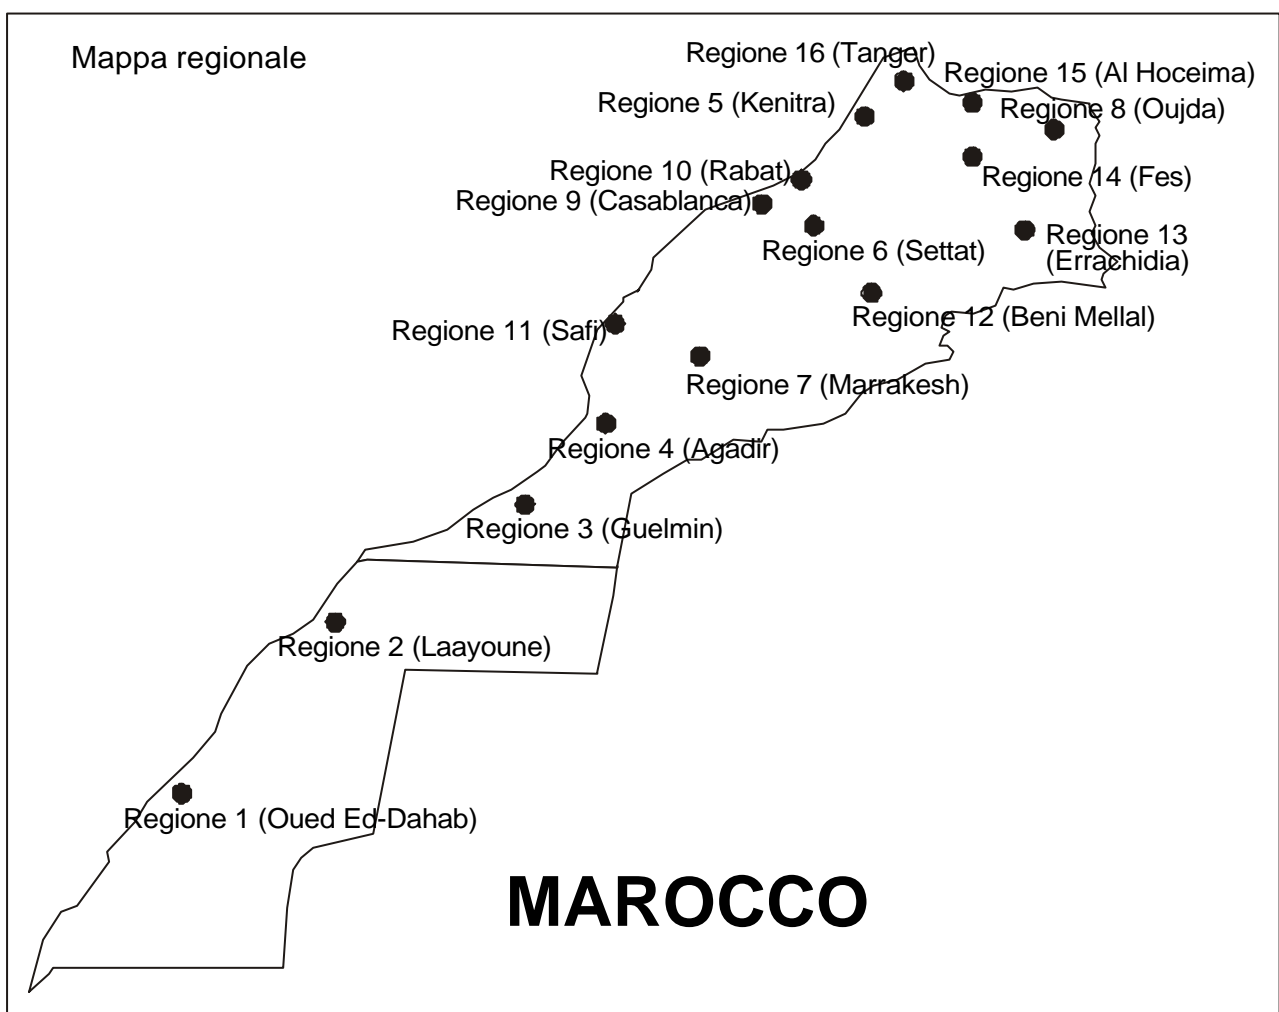 Mappa regionale
Regione 16 (Tanger)
Regione 15 (Al Hoceima)
Regione 5 (Kenitra)
Regione 8 (Oujda)
Regione 10 (Rabat)
Regione 14 (Fes)
Regione 9 (Casablanca)
Regione 6 (Settat)
Regione 13
(Errachidia)
Regione 12 (Beni Mellal)
Regione 11 (Safi)
Regione 7 (Marrakesh)
Regione 4 (Agadir)
Regione 3 (Guelmin)
Regione 2 (Laayoune)
Regione 1 (Oued Ed-Dahab)
MAROCCO